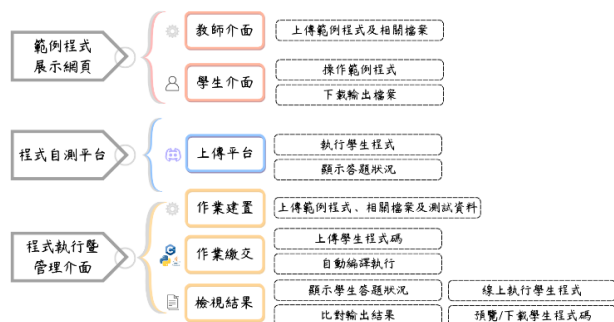 範例程式
展示網頁
教師介面
上傳範例程式及相關檔案
學生介面
操作範例程式
下載輸出檔案
程式自測平台
上傳平台
執行學生程式
顯示答題狀況
程式執行暨
管理介面
作業建置
上傳範例程式、相關檔案及測試資料
作業繳交
上傳學生程式碼
自動編譯執行
檢視結果
顯示學生答題狀況
線上執行學生程式
比對輸出結果
預覽/下載學生程式碼